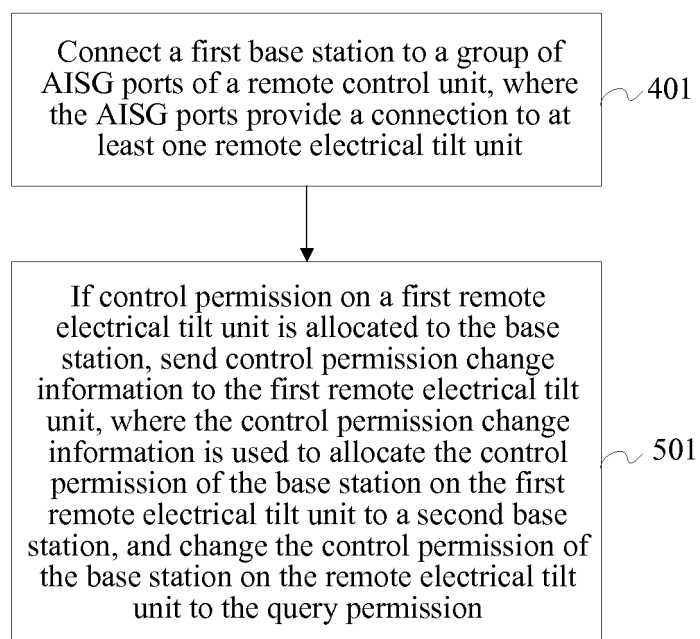 Connect a first base station to a group of
AISG ports of a remote control unit, where
the AISG ports provide a connection to at
least one remote electrical tilt unit
401
If control permission on a first remote
electrical tilt unit is allocated to the base
station, send control permission change
information to the first remote electrical tilt
unit, where the control permission change
information is used to allocate the control
permission of the base station on the first
remote electrical tilt unit to a second base
station, and change the control permission of
the base station on the remote electrical tilt
unit to the query permission
501